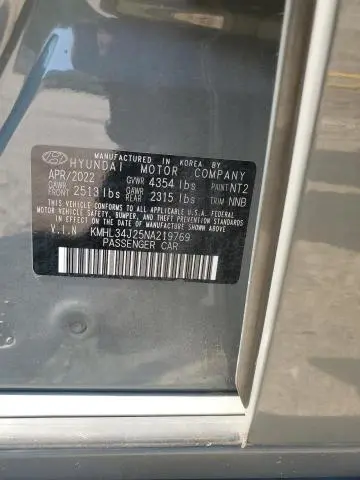 MANUFACTURED IN KOREA BY
HYUNDAI MOTOR COMPANY
APR/2022 GVWR 4354 lbs PAINT NT2
GAWR FRONT 2513 lbs GAWR REAR 2315 lbs TRIM NNB
THIS VEHICLE CONFORMS TO ALL APPLICABLE U.S.A. FEDERAL
MOTOR VEHICLE SAFETY, BUMPER, AND THEFT PREVENTION
STANDARDS IN EFFECT ON THE DATE OF MANUFACTURE SHOWN ABOVE.
V.I.N KMHL34J25NA219769
PASSENGER CAR